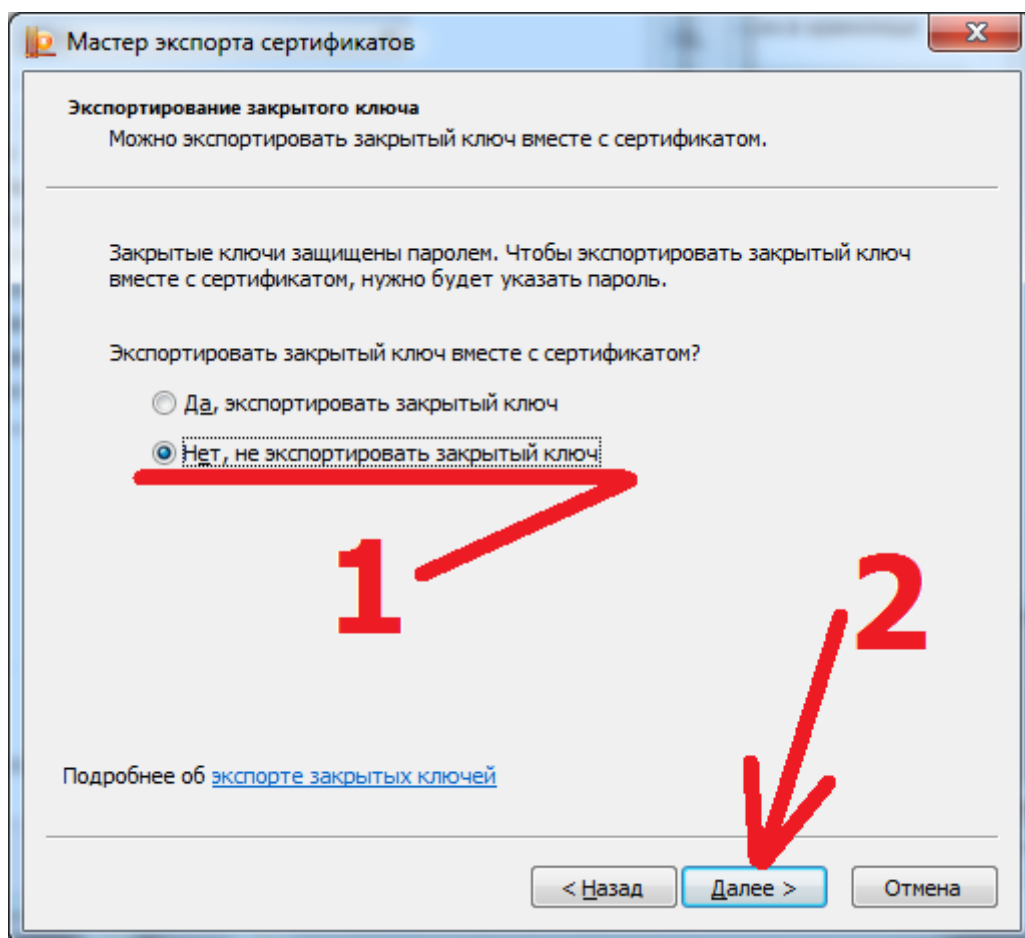 Мастер экспорта сертификатов
Экспортирование закрытого ключа
Можно экспортировать закрытый ключ вместе с сертификатом.
Закрытые ключи защищены паролем. Чтобы экспортировать закрытый ключ
вместе с сертификатом, нужно будет указать пароль.
Экспортировать закрытый ключ вместе с сертификатом?
Да, экспортировать закрытый ключ
Нет, не экспортировать закрытый ключ
1
2
Подробнее об экспорте закрытых ключей
< Назад Далее > Отмена